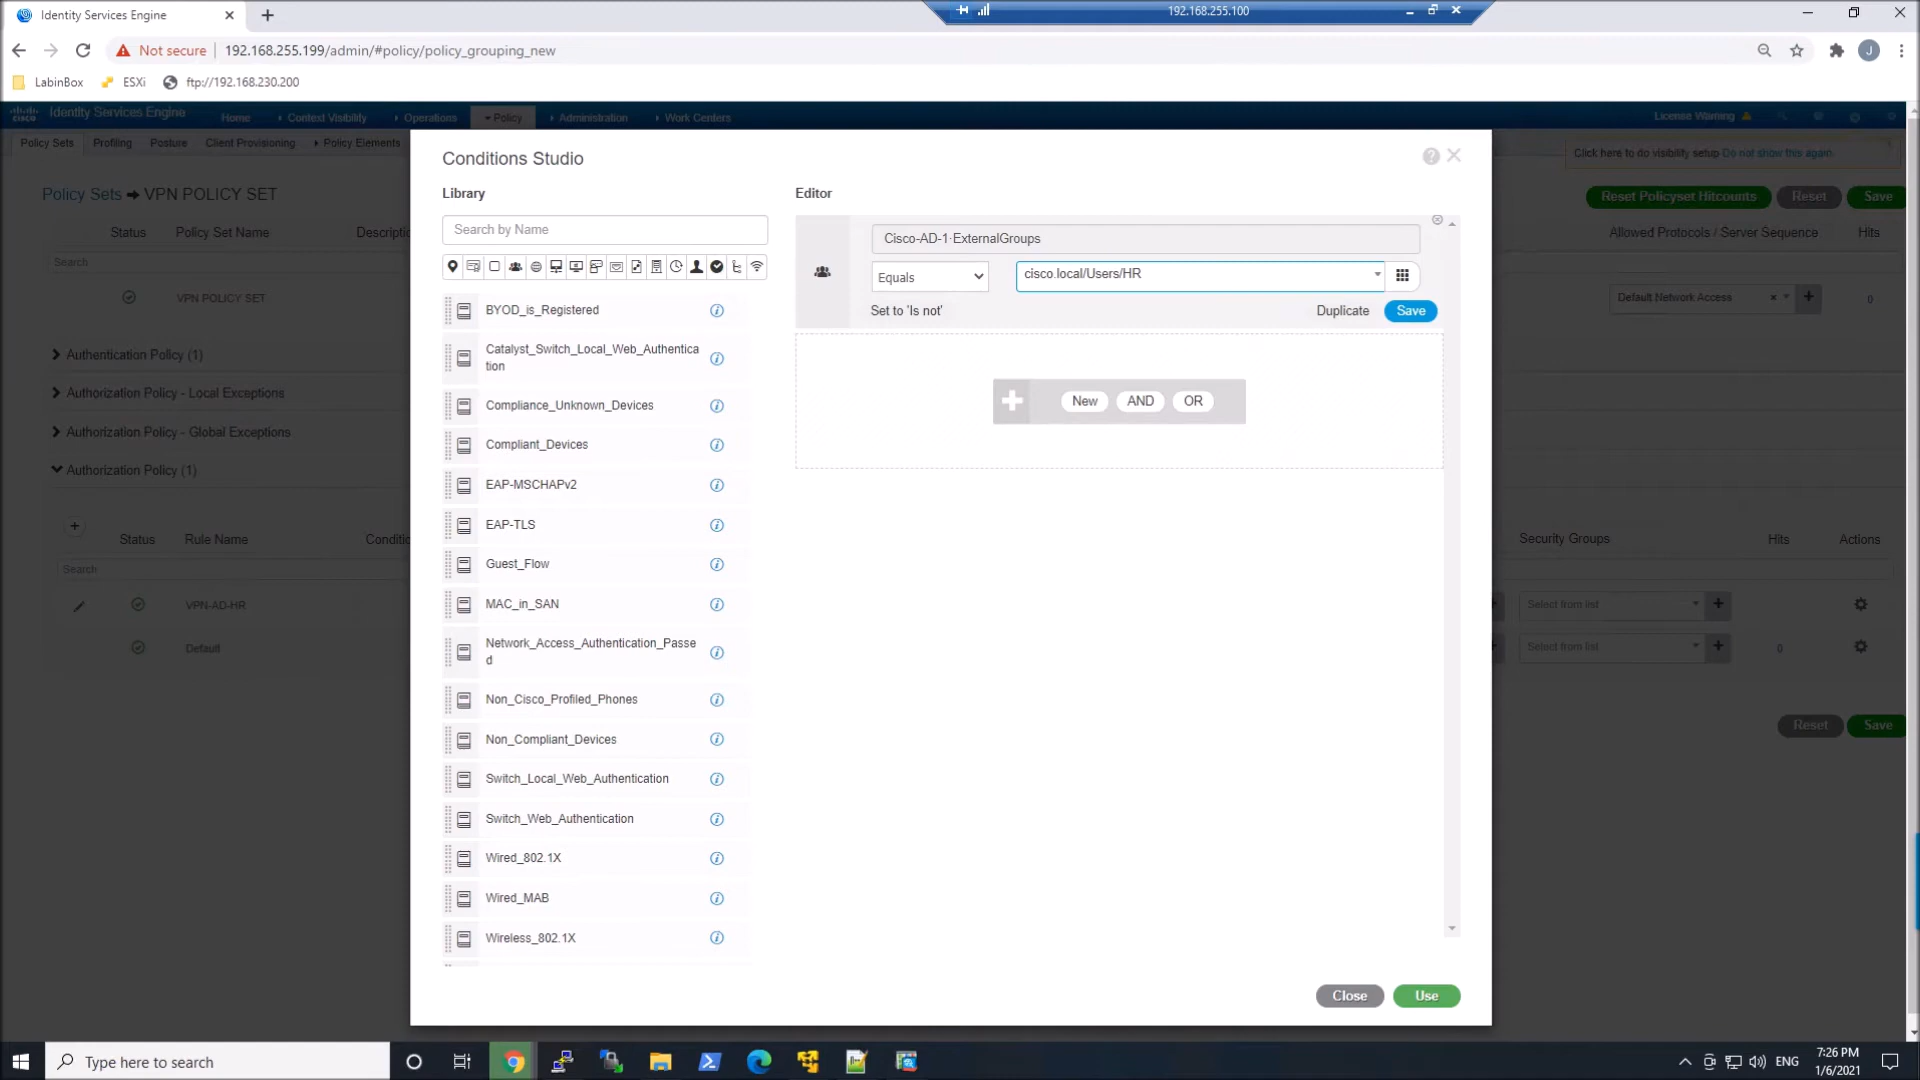 Identity Services Engine
192.168.255.100
Not secure
192.168.255.199/admin/#policy/policy_grouping_new
J
LabinBox
ESXi
ftp://192.168.230.200
Identity Services Engine
Home
Context Visibility
Operations
Policy
Administration
Work Centers
License Warning
Policy Sets
Profiling
Posture
Client Provisioning
Policy Elements
Click here to do visibility setup Do not show this again.
Conditions Studio
Library
Editor
Policy Sets → VPN POLICY SET
Reset Policyset Hitcounts
Reset
Save
Status
Policy Set Name
Descripti
Allowed Protocols / Server Sequence
Hits
Search
VPN POLICY SET
Default Network Access
0
Authentication Policy (1)
Authorization Policy - Local Exceptions
Authorization Policy - Global Exceptions
Authorization Policy (1)
Status
Rule Name
Conditio
Security Groups
Hits
Actions
Search
VPN-AD-HR
Select from list
Default
Select from list
0
Reset
Save
Search by Name
BYOD_is_Registered
Catalyst_Switch_Local_Web_Authentica
tion
Compliance_Unknown_Devices
Compliant_Devices
EAP-MSCHAPv2
EAP-TLS
Guest_Flow
MAC_in_SAN
Network_Access_Authentication_Passe
d
Non_Cisco_Profiled_Phones
Non_Compliant_Devices
Switch_Local_Web_Authentication
Switch_Web_Authentication
Wired_802.1X
Wired_MAB
Wireless_802.1X
Cisco-AD-1·ExternalGroups
Equals
cisco.local/Users/HR
Set to 'Is not'
Duplicate
Save
New
AND
OR
Close
Use
Type here to search
ENG
7:26 PM
1/6/2021